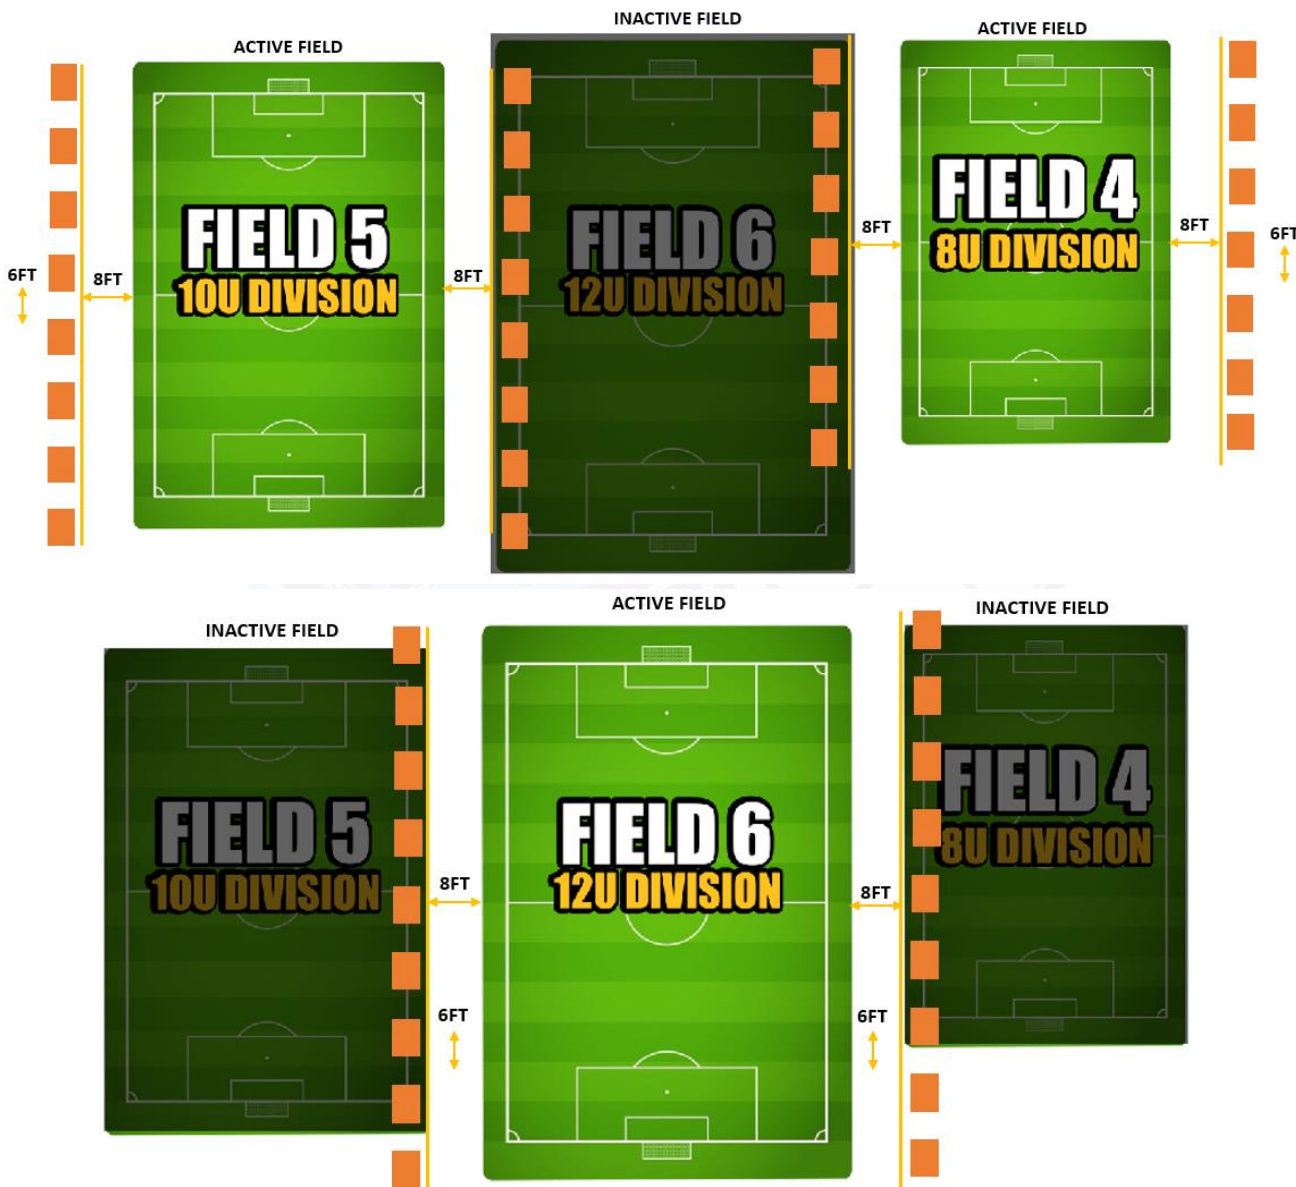 INACTIVE FIELD
ACTIVE FIELD
ACTIVE FIELD
FIELD 5
10U DIVISION
FIELD 6
12U DIVISION
FIELD 4
8U DIVISION
6FT
8FT
8FT
8FT
8FT
6FT
INACTIVE FIELD
ACTIVE FIELD
INACTIVE FIELD
FIELD 5
10U DIVISION
FIELD 6
12U DIVISION
FIELD 4
8U DIVISION
8FT
8FT
6FT
6FT